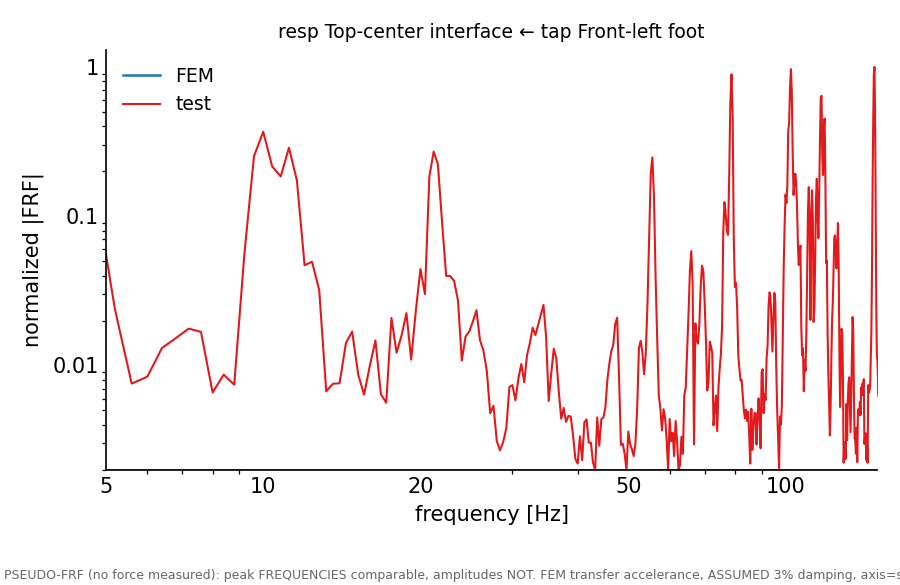 resp Top-center interface ← tap Front-left foot
FEM
test
normalized |FRF|
1
0.1
0.01
5 10 20 50 100
frequency [Hz]
PSEUDO-FRF (no force measured): peak FREQUENCIES comparable, amplitudes NOT. FEM transfer accelerance, ASSUMED 3% damping, axis=s